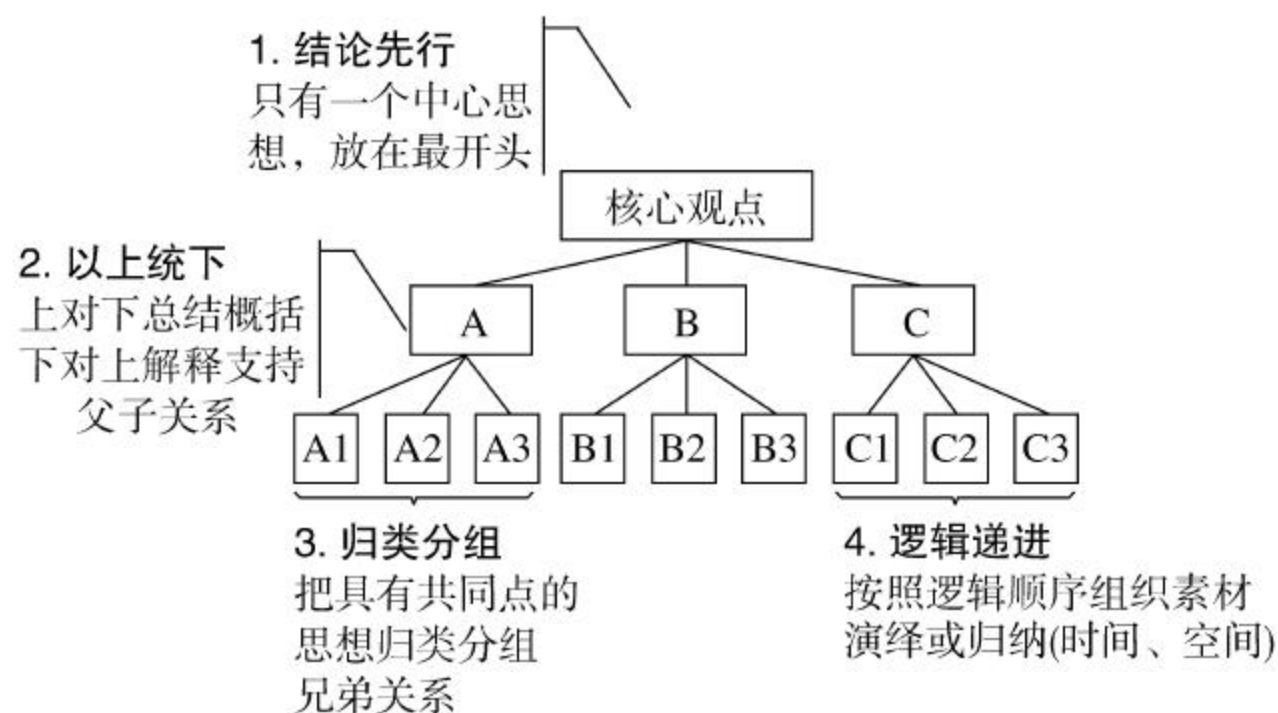 1. 结论先行
只有一个中心思
想，放在最开头
核心观点
2. 以上统下
上对下总结概括
下对上解释支持
父子关系
A
B
C
A1
A2
A3
B1
B2
B3
C1
C2
C3
3. 归类分组
把具有共同点的
思想归类分组
兄弟关系
4. 逻辑递进
按照逻辑顺序组织素材
演绎或归纳(时间、空间)